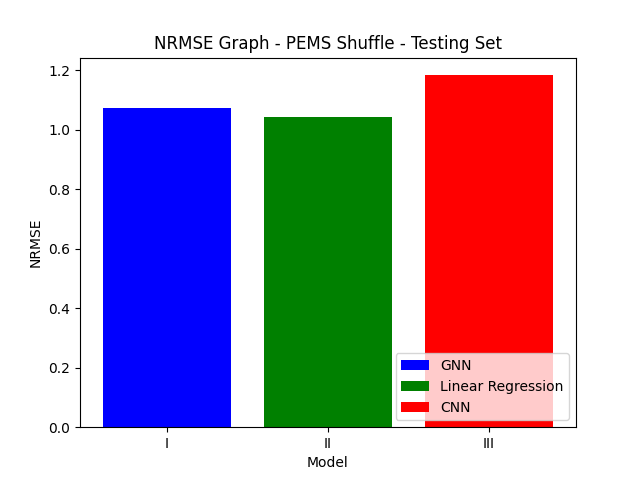 NRMSE Graph - PEMS Shuffle - Testing Set
1.2
1.0
0.8
0.6
0.4
0.2
0.0
NRMSE
I
II
III
Model
GNN
Linear Regression
CNN